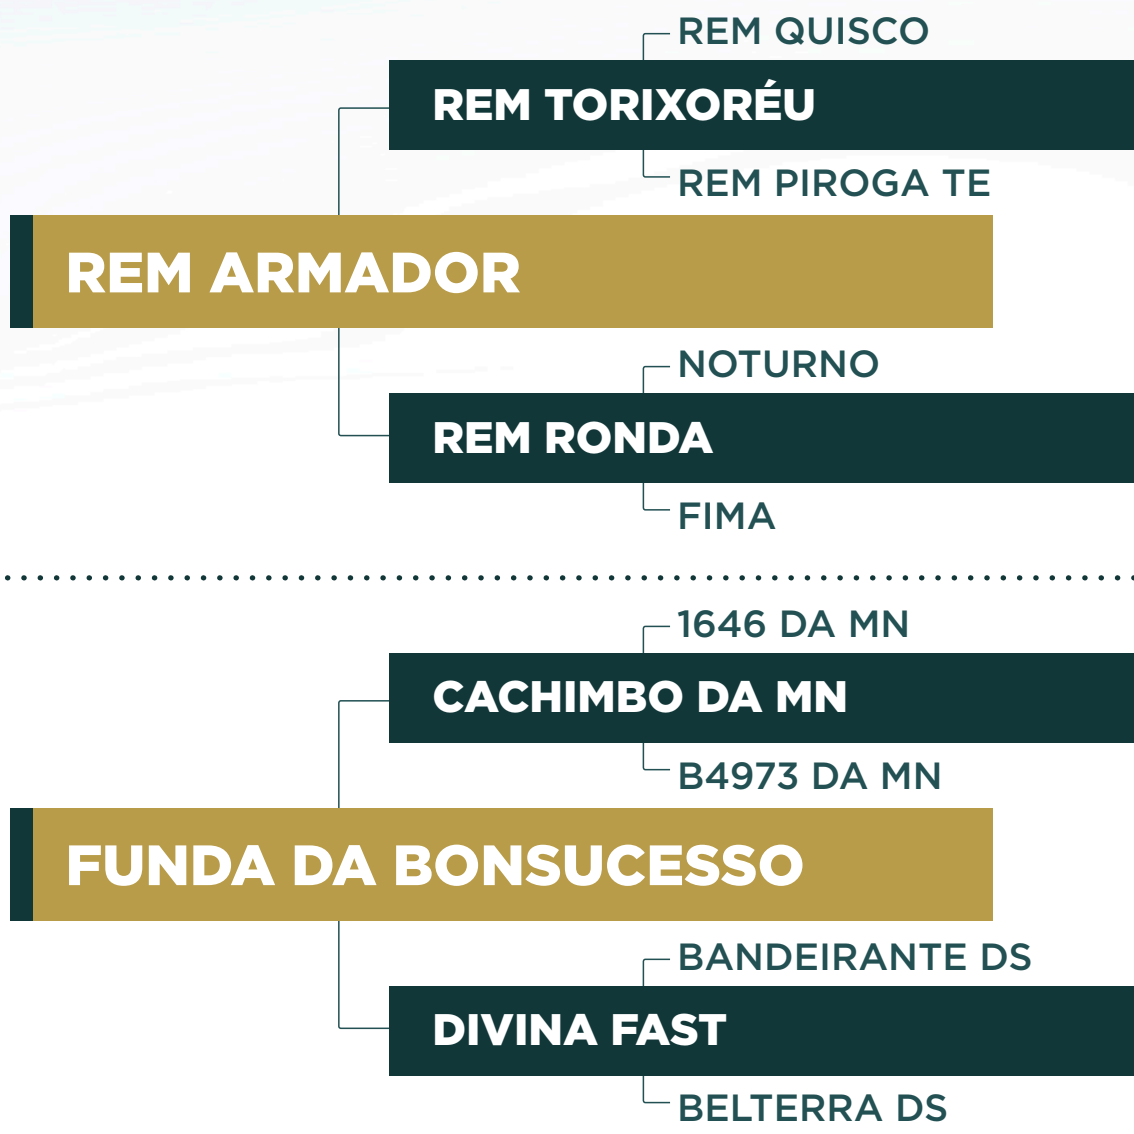 REM QUISCO
REM TORIXORÉU
REM PIROGA TE
REM ARMADOR
NOTURNO
REM RONDA
FIMA
1646 DA MN
CACHIMBO DA MN
B4973 DA MN
FUNDA DA BONSUCESSO
BANDEIRANTE DS
DIVINA FAST
BELTERRA DS